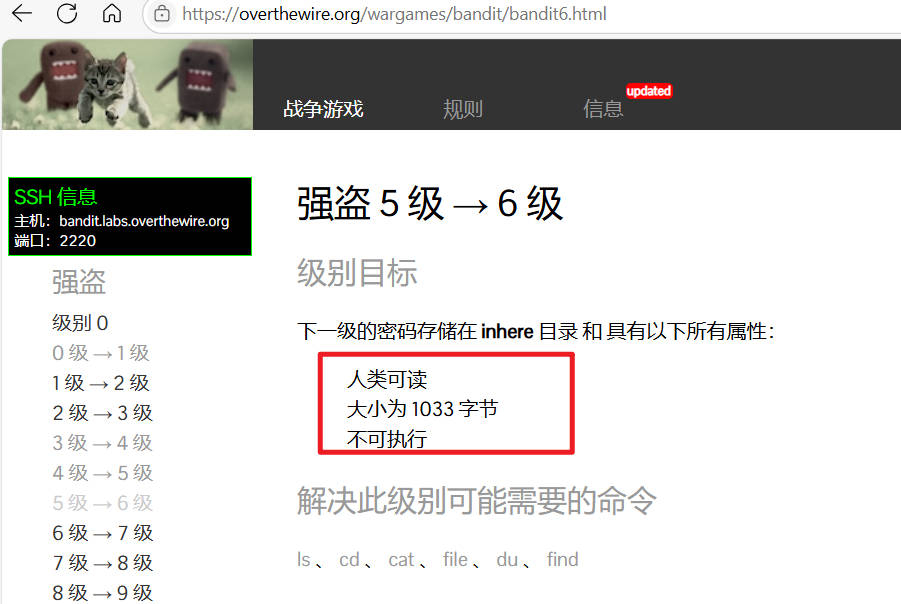 https://overthewire.org/wargames/bandit/bandit6.html
战争游戏 规则 信息 updated
SSH 信息
主机：bandit.labs.overthewire.org
端口：2220
强盗
级别 0
0 级 → 1 级
1 级 → 2 级
2 级 → 3 级
3 级 → 4 级
4 级 → 5 级
5 级 → 6 级
6 级 → 7 级
7 级 → 8 级
8 级 → 9 级
强盗 5 级 → 6 级
级别目标
下一级的密码存储在 inhere 目录 和 具有以下所有属性：
人类可读
大小为 1033 字节
不可执行
解决此级别可能需要的命令
ls 、 cd 、 cat 、 file 、 du 、 find